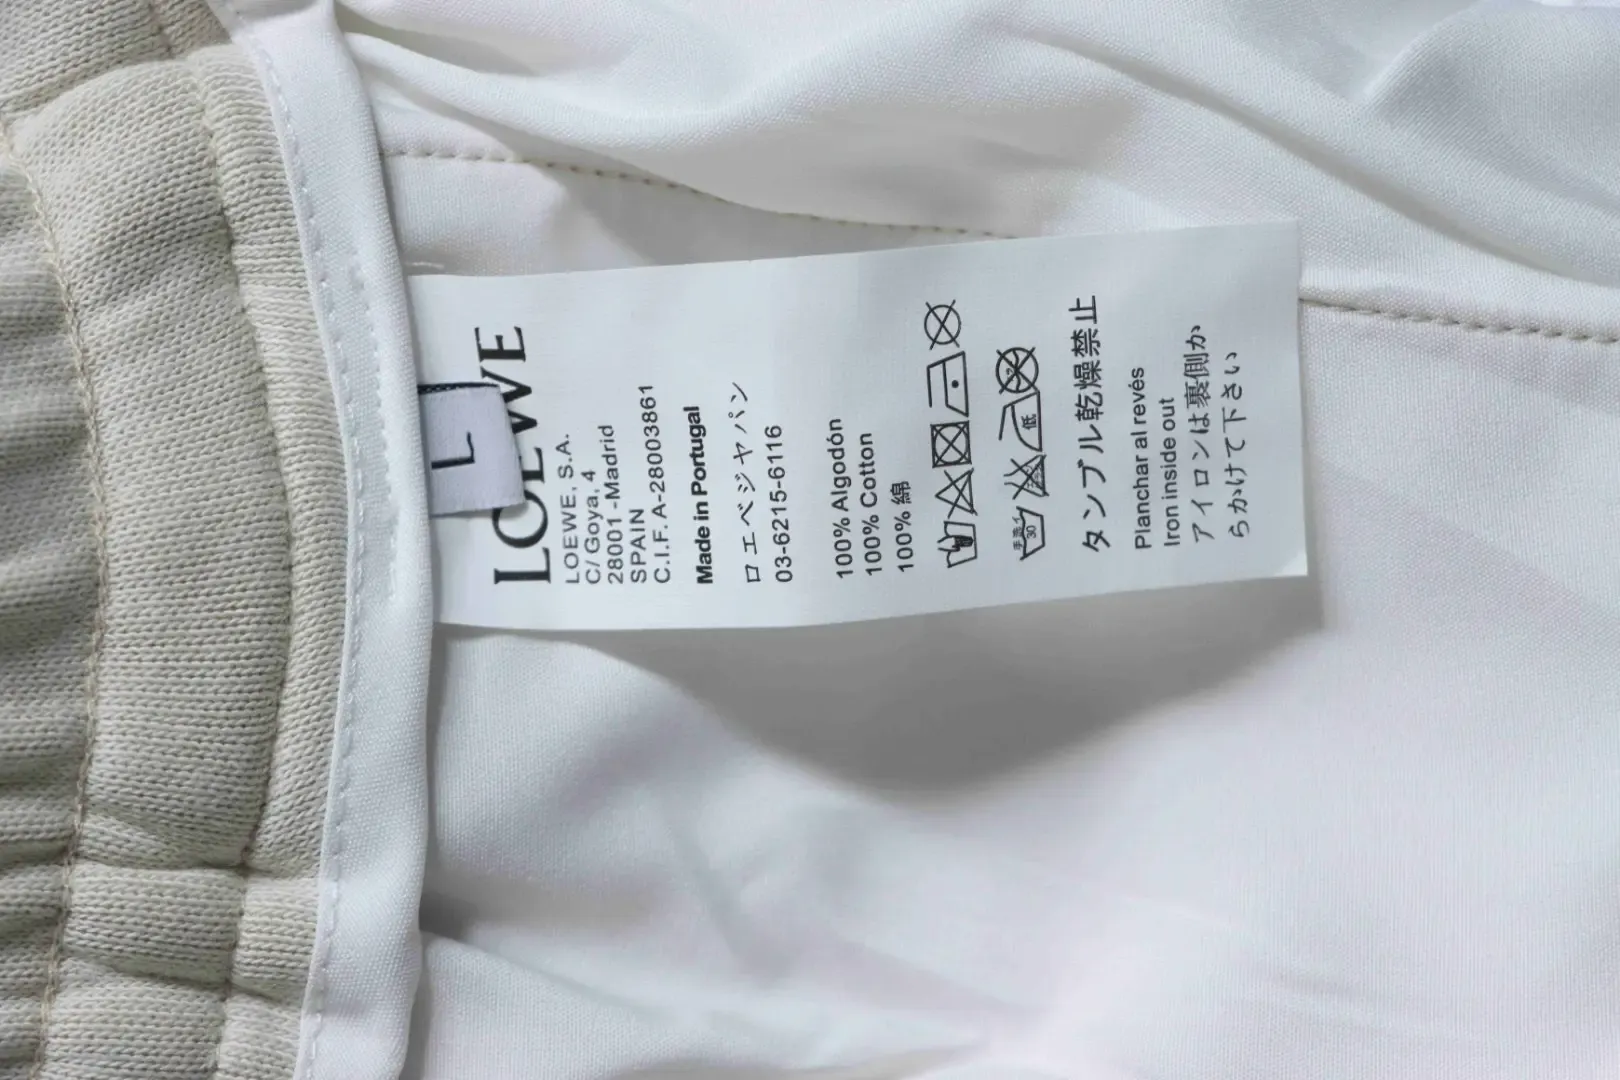 LOEWE
L
LOEWE, S.A.
C/ Goya, 4
28001-Madrid
SPAIN
C.I.F. A-28003861
Made in Portugal
ロエベジャパン
03-6215-6116
100% Algodón
100% Cotton
100% 綿
手洗イ
30
低
タンブル乾燥禁止
Planchar al revés
Iron inside out
アイロンは裏側か
らかけて下さい